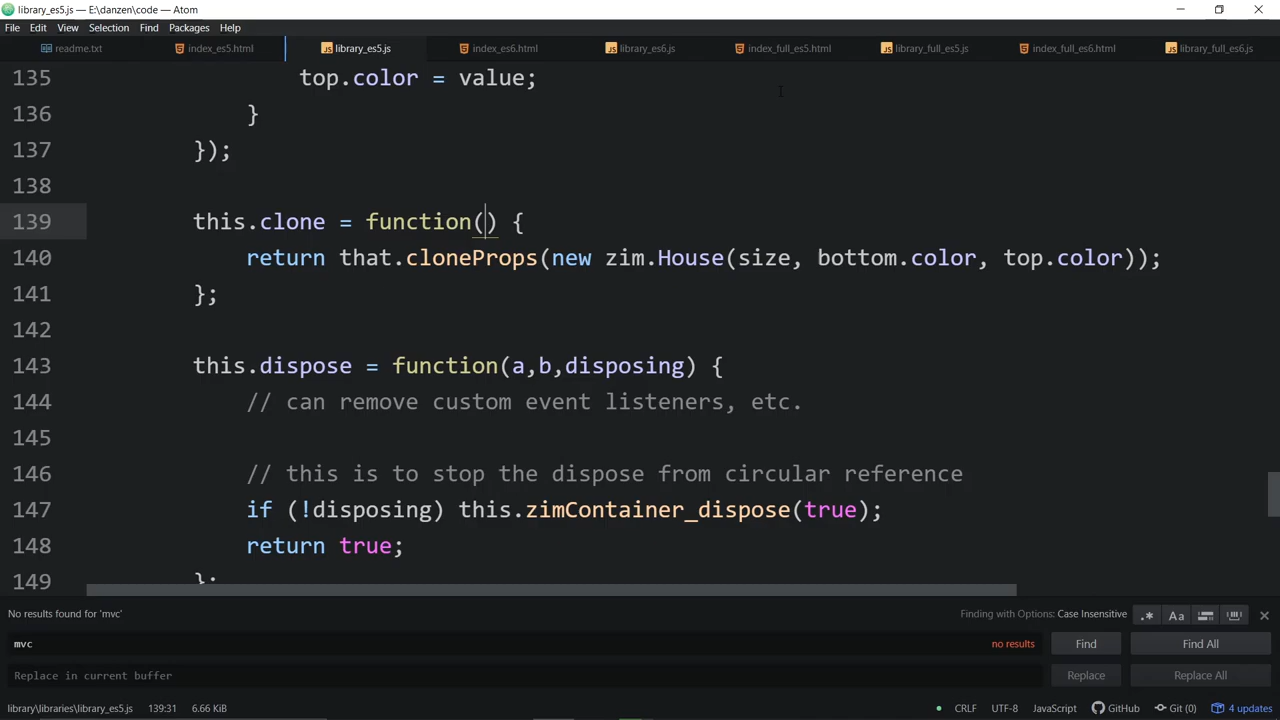 library_es5.js — E:\danzen\code — Atom
File Edit View Selection Find Packages Help
readme.txt index_es5.html library_es5.js index_es6.html library_es6.js index_full_es5.html library_full_es5.js index_full_es6.html library_full_es6.js
135 top.color = value;
136 }
137 });
138
139 this.clone = function() {
140 return that.cloneProps(new zim.House(size, bottom.color, top.color));
141 };
142
143 this.dispose = function(a,b,disposing) {
144 // can remove custom event listeners, etc.
145
146 // this is to stop the dispose from circular reference
147 if (!disposing) this.zimContainer_dispose(true);
148 return true;
149 };
No results found for 'mvc' Finding with Options: Case Insensitive .* Aa
mvc no results Find Find All
Replace in current buffer Replace Replace All
library\libraries\library_es5.js 139:31 6.66 KiB CRLF UTF-8 JavaScript GitHub Git (0) 4 updates